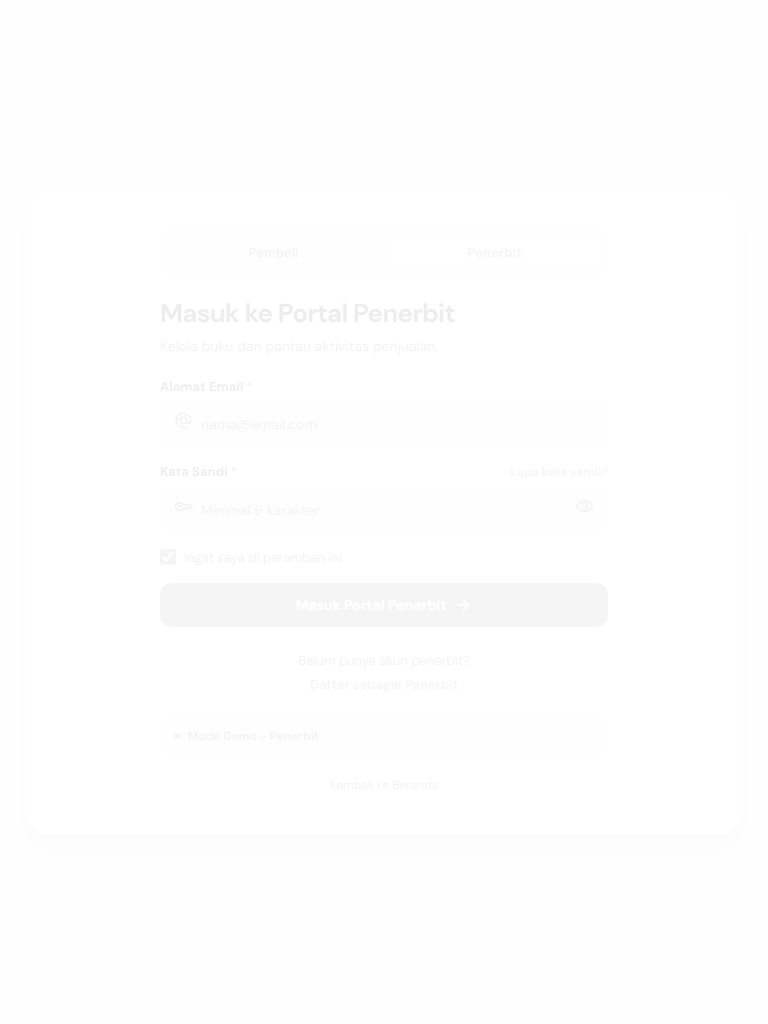 Pembeli Penerbit
Masuk ke Portal Penerbit
Kelola buku dan pantau aktivitas penjualan.
Alamat Email *
nama@email.com
Kata Sandi * Lupa kata sandi?
Minimal 6 karakter
Ingat saya di peramban ini
Masuk Portal Penerbit →
Belum punya akun penerbit?
Daftar sebagai Penerbit
▶ Mode Demo - Penerbit
Kembali ke Beranda